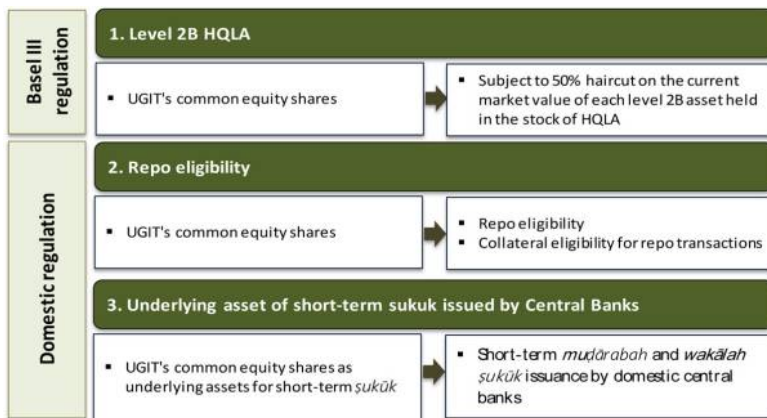 Basel III
regulation
1. Level 2B HQLA
▪ UGIT's common equity shares
▪ Subject to 50% haircut on the current
market value of each level 2B asset held
in the stock of HQLA
Domestic regulation
2. Repo eligibility
▪ UGIT's common equity shares
▪ Repo eligibility
▪ Collateral eligibility for repo transactions
3. Underlying asset of short-term sukuk issued by Central Banks
▪ UGIT's common equity shares as
underlying assets for short-term ṣukūk
▪ Short-term muḍārabah and wakālah
ṣukūk issuance by domestic central
banks